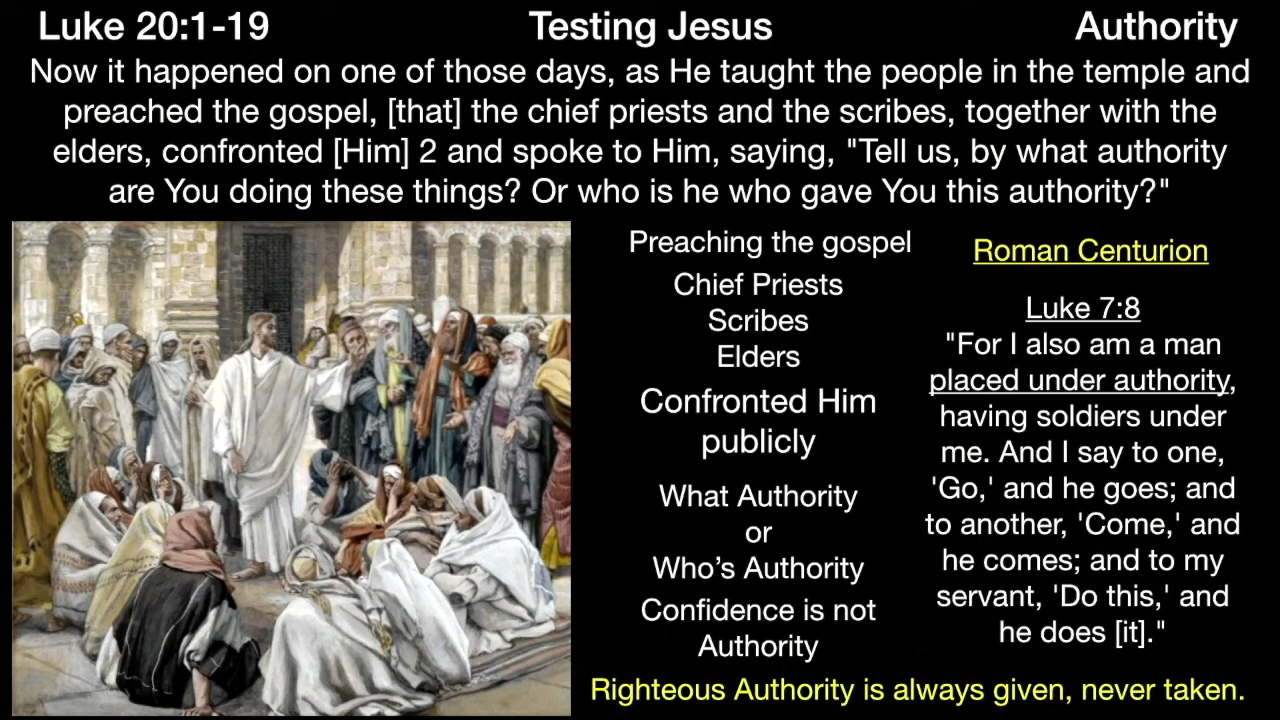 Luke 20:1-19 Testing Jesus Authority
Now it happened on one of those days, as He taught the people in the temple and
preached the gospel, [that] the chief priests and the scribes, together with the
elders, confronted [Him] 2 and spoke to Him, saying, "Tell us, by what authority
are You doing these things? Or who is he who gave You this authority?"
Preaching the gospel
Chief Priests
Scribes
Elders
Confronted Him
publicly
What Authority
or
Who's Authority
Confidence is not
Authority
Roman Centurion
Luke 7:8
"For I also am a man
placed under authority,
having soldiers under
me. And I say to one,
'Go,' and he goes; and
to another, 'Come,' and
he comes; and to my
servant, 'Do this,' and
he does [it]."
Righteous Authority is always given, never taken.